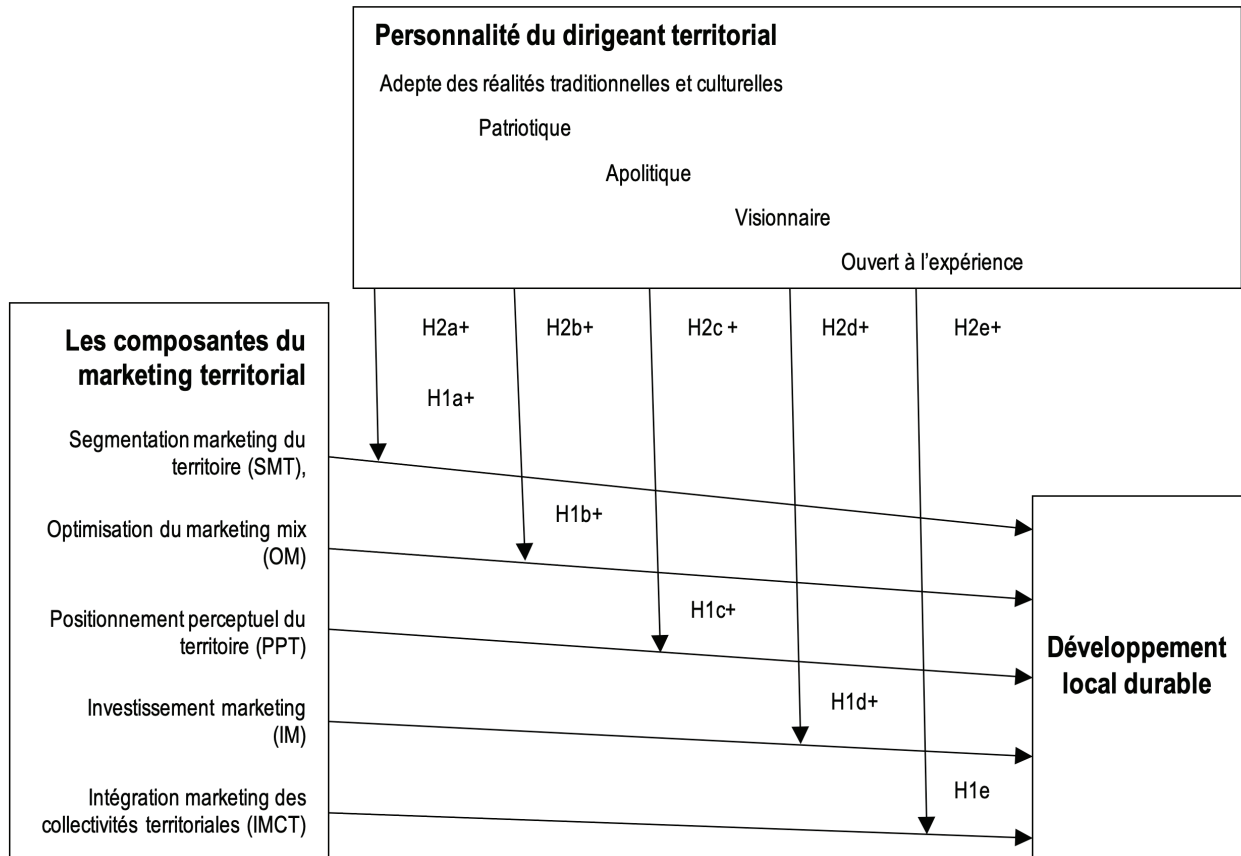 Personnalité du dirigeant territorial
Adepte des réalités traditionnelles et culturelles
Patriotique
Apolitique
Visionnaire
Ouvert à l'expérience
H2a+
H2b+
H2c +
H2d+
H2e+
Les composantes du
marketing territorial
H1a+
Segmentation marketing du
territoire (SMT),
H1b+
Optimisation du marketing mix
(OM)
H1c+
Positionnement perceptuel du
territoire (PPT)
Développement
local durable
H1d+
Investissement marketing
(IM)
H1e
Intégration marketing des
collectivités territoriales (IMCT)